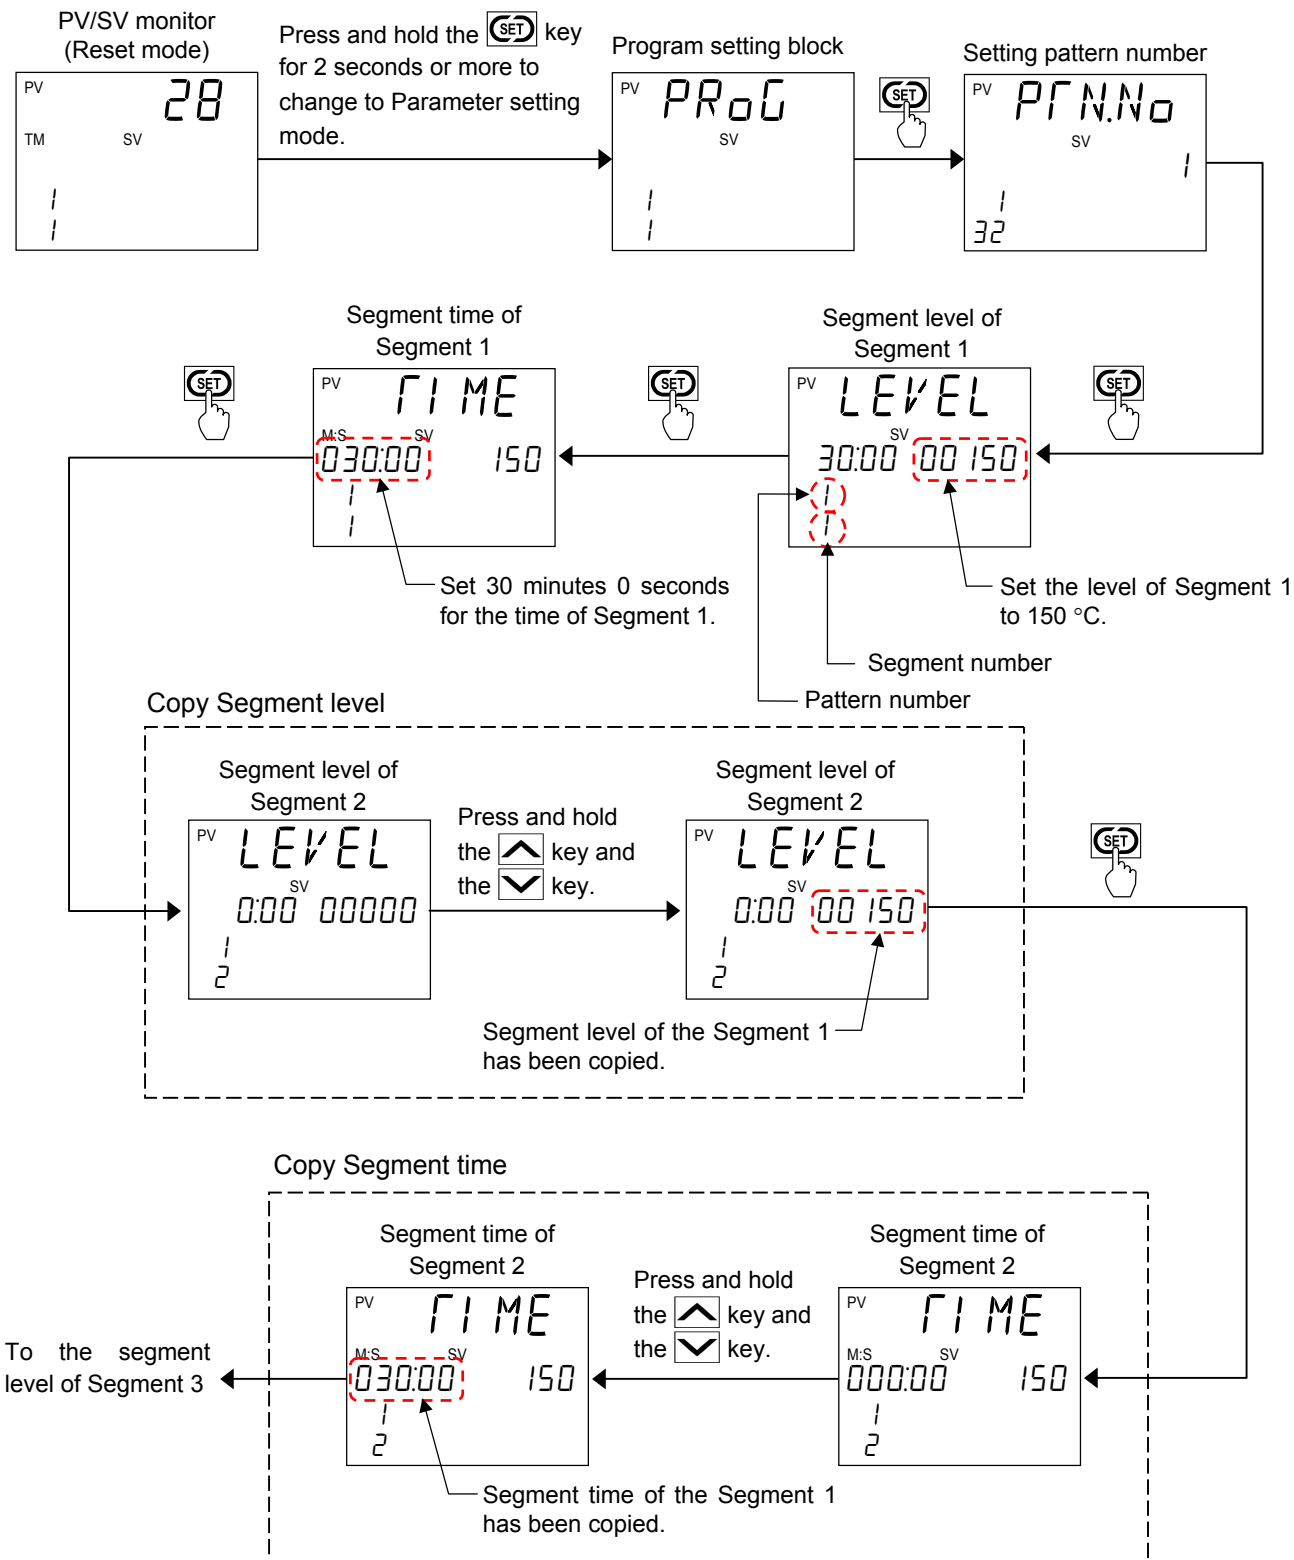 PV/SV monitor
(Reset mode)
PV
28
TM
SV
1
1
Press and hold the SET key
for 2 seconds or more to
change to Parameter setting
mode.
Program setting block
PV
PRoG
SV
1
1
SET
Setting pattern number
PV
PTN.No
SV
1
1
32
SET
Segment level of
Segment 1
PV
LEVEL
SV
30:00 00150
1
1
Set the level of Segment 1
to 150 °C.
Segment number
Pattern number
SET
Segment time of
Segment 1
PV
TIME
M:S SV
030:00 150
1
1
Set 30 minutes 0 seconds
for the time of Segment 1.
SET
Copy Segment level
Segment level of
Segment 2
PV
LEVEL
SV
0:00 00000
1
2
Press and hold
the key and
the key.
Segment level of
Segment 2
PV
LEVEL
SV
0:00 00150
1
2
Segment level of the Segment 1
has been copied.
SET
Copy Segment time
Segment time of
Segment 2
PV
TIME
M:S SV
000:00 150
1
2
Press and hold
the key and
the key.
Segment time of
Segment 2
PV
TIME
M:S SV
030:00 150
1
2
Segment time of the Segment 1
has been copied.
To the segment
level of Segment 3